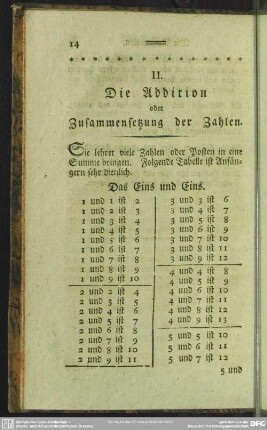 14
II.
Die Addition
oder
Zusammensetzung der Zahlen.
Sie lehret viele Zahlen oder Posten in eine
Summe bringen. Folgende Tabelle ist Anfän-
gern sehr dienlich.
Das Eins und Eins.
1 und 1 ist 2
1 und 2 ist 3
1 und 3 ist 4
1 und 4 ist 5
1 und 5 ist 6
1 und 6 ist 7
1 und 7 ist 8
1 und 8 ist 9
1 und 9 ist 10
2 und 2 ist 4
2 und 3 ist 5
2 und 4 ist 6
2 und 5 ist 7
2 und 6 ist 8
2 und 7 ist 9
2 und 8 ist 10
2 und 9 ist 11
3 und 3 ist 6
3 und 4 ist 7
3 und 5 ist 8
3 und 6 ist 9
3 und 7 ist 10
3 und 8 ist 11
3 und 9 ist 12
4 und 4 ist 8
4 und 5 ist 9
4 und 6 ist 10
4 und 7 ist 11
4 und 8 ist 12
4 und 9 ist 13
5 und 5 ist 10
5 und 6 ist 11
5 und 7 ist 12
5 und